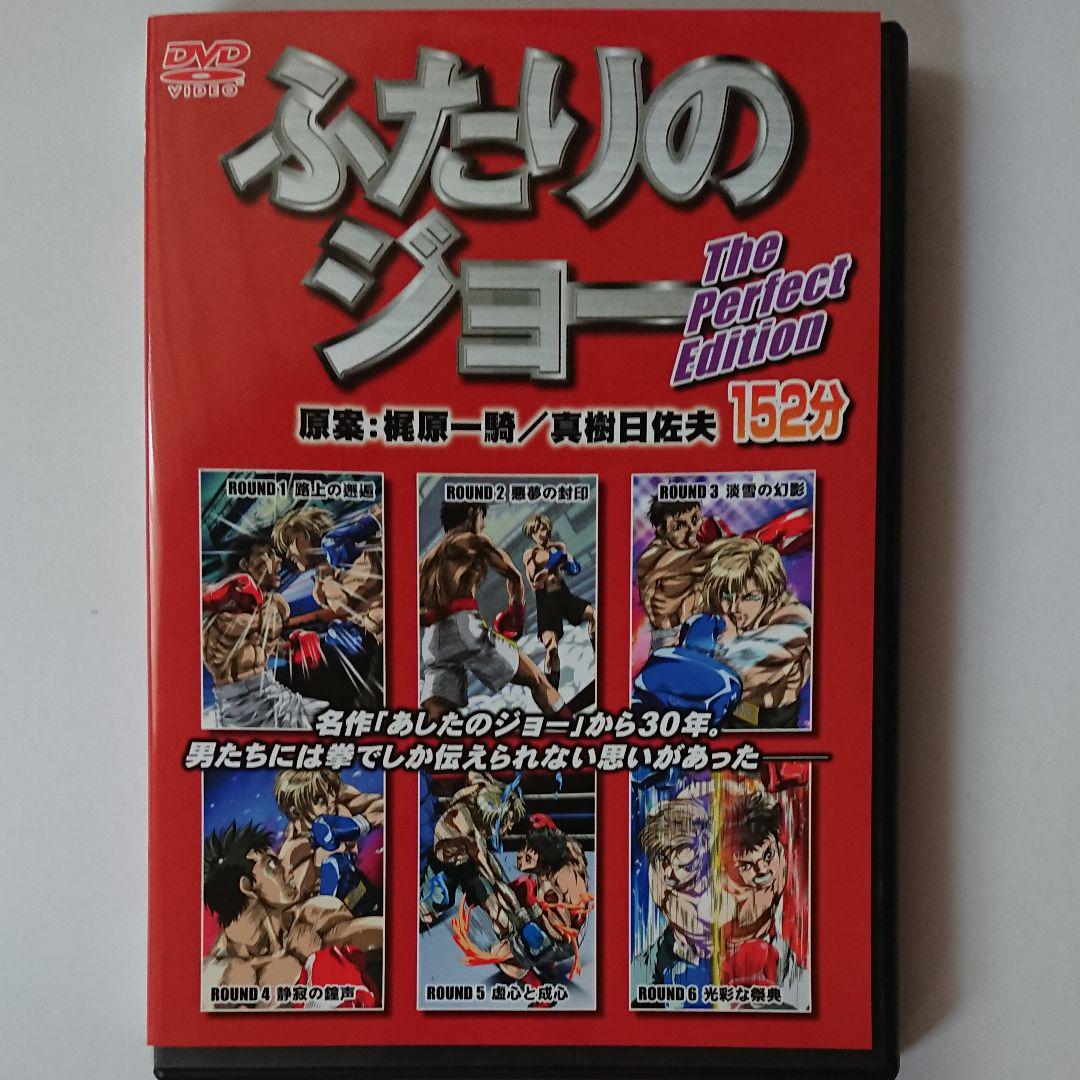 DVD
VIDEO
ふたりの
ジョー
The
Perfect
Edition
原案：梶原一騎／真樹日佐夫
152分
ROUND 1 路上の邂逅
ROUND 2 悪夢の封印
ROUND 3 淡雪の幻影
名作「あしたのジョー」から30年。
男たちには拳でしか伝えられない思いがあった――
ROUND 4 静寂の鐘声
ROUND 5 虚心と成心
ROUND 6 光彩な祭典